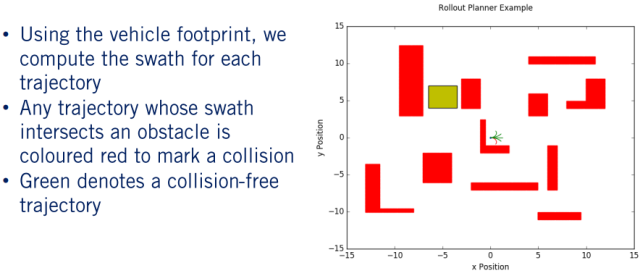 • Using the vehicle footprint, we
compute the swath for each
trajectory
• Any trajectory whose swath
intersects an obstacle is
coloured red to mark a collision
• Green denotes a collision-free
trajectory
Rollout Planner Example
y Position
15
10
5
0
−5
−10
−15
−15 −10 −5 0 5 10 15
x Position